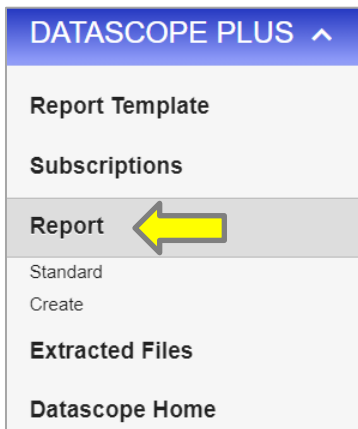 DATASCOPE PLUS
Report Template
Subscriptions
Report
Standard
Create
Extracted Files
Datascope Home